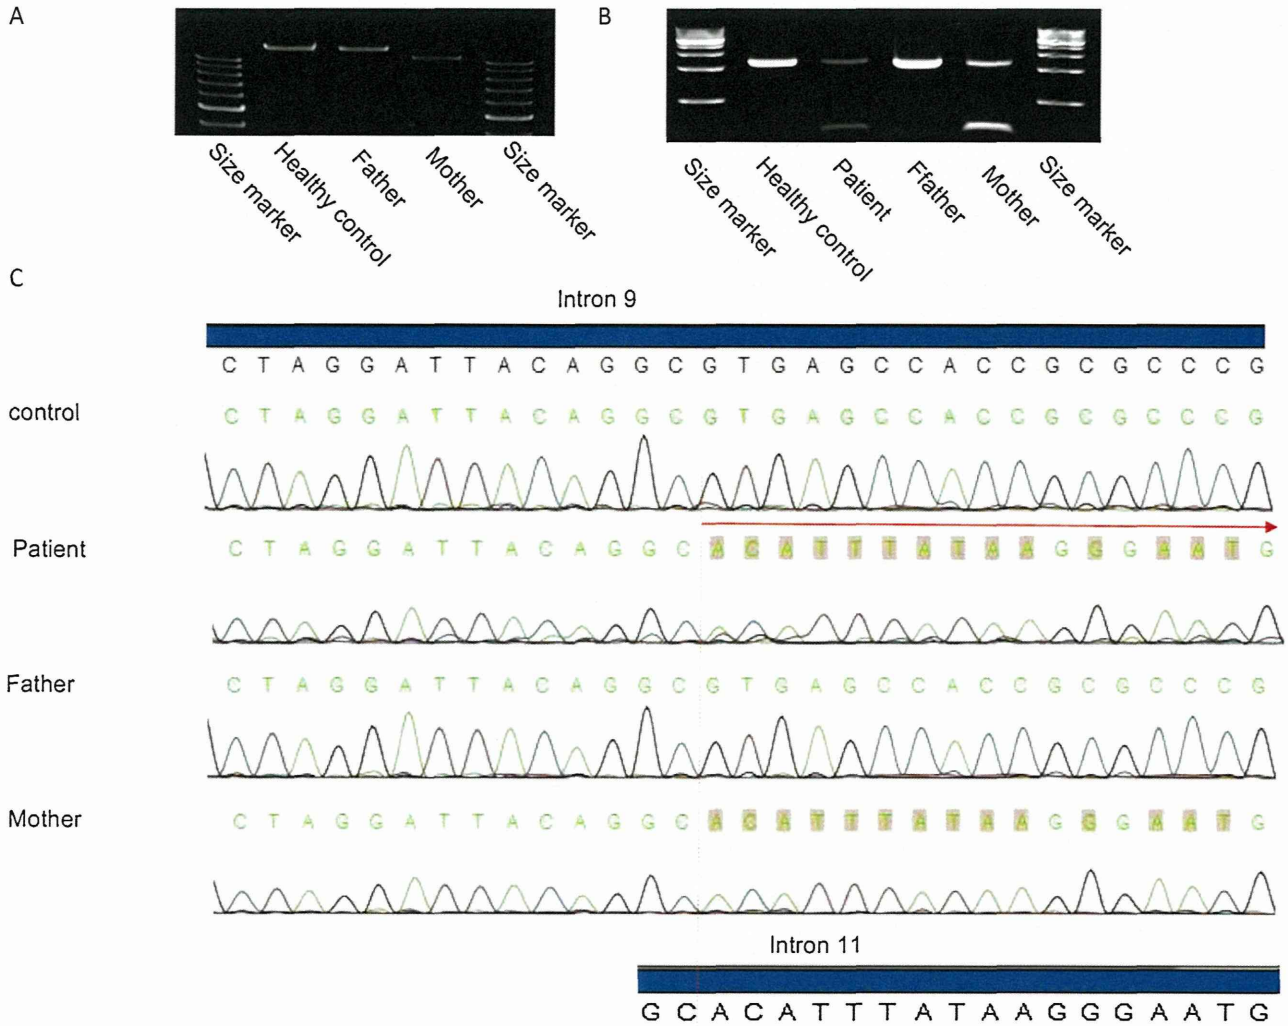 A
B
Size marker
Healthy control
Father
Mother
Size marker
Size marker
Healthy control
Patient
Ffather
Mother
Size marker
C
Intron 9
C T A G G A T T A C A G G C G T G A G C C A C C G C G C C C G
control C T A G G A T T A C A G G C G T G A G C C A C C G C G C C C G
Patient C T A G G A T T A C A G G C A C A T T T A T A A G G G A A T G
Father C T A G G A T T A C A G G C G T G A G C C A C C G C G C C C G
Mother C T A G G A T T A C A G G C A C A T T T A T A A G G G A A T G
Intron 11
G C A C A T T T A T A A G G G A A T G